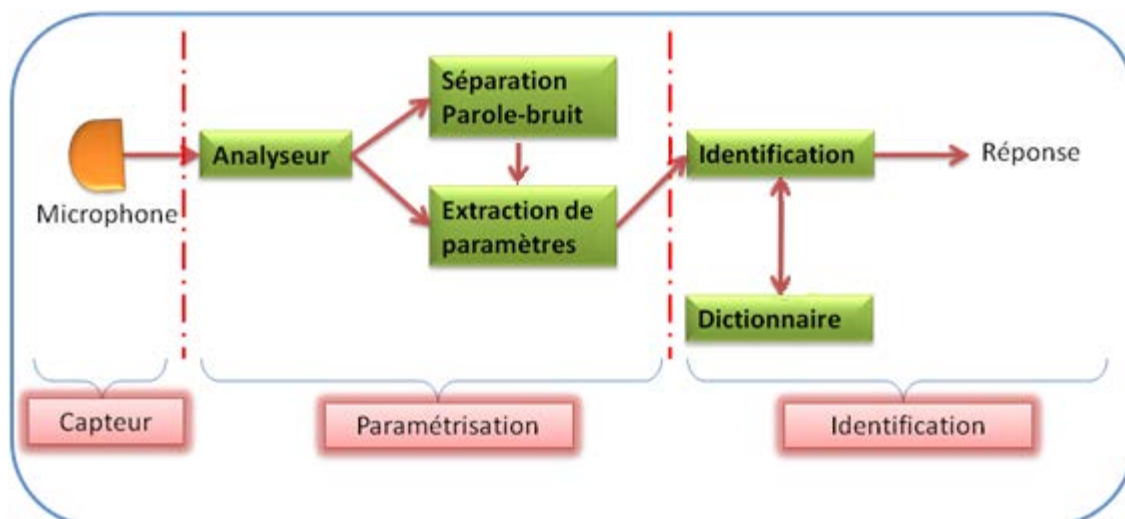 Microphone
Analyseur
Séparation
Parole-bruit
Extraction de
paramètres
Identification
Réponse
Dictionnaire
Capteur
Paramétrisation
Identification